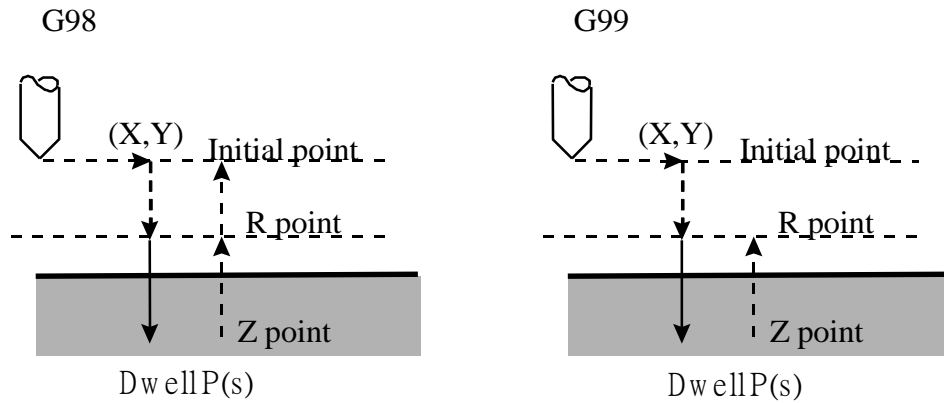 G98
(X,Y)
Initial point
R point
Z point
Dwell P(s)
G99
(X,Y)
Initial point
R point
Z point
Dwell P(s)